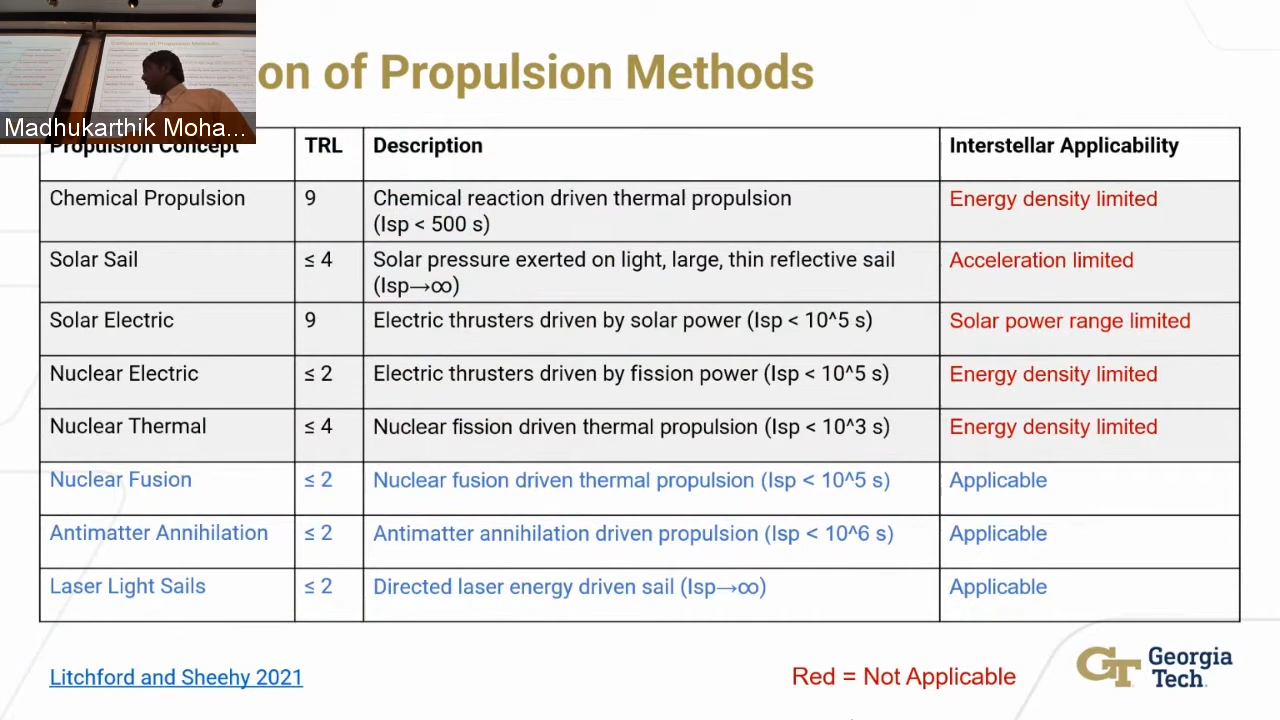 on of Propulsion Methods
Madhukarthik Moha...
Propulsion Concept TRL Description Interstellar Applicability
Chemical Propulsion 9 Chemical reaction driven thermal propulsion Energy density limited
(Isp < 500 s)
Solar Sail ≤ 4 Solar pressure exerted on light, large, thin reflective sail Acceleration limited
(Isp→∞)
Solar Electric 9 Electric thrusters driven by solar power (Isp < 10^5 s) Solar power range limited
Nuclear Electric ≤ 2 Electric thrusters driven by fission power (Isp < 10^5 s) Energy density limited
Nuclear Thermal ≤ 4 Nuclear fission driven thermal propulsion (Isp < 10^3 s) Energy density limited
Nuclear Fusion ≤ 2 Nuclear fusion driven thermal propulsion (Isp < 10^5 s) Applicable
Antimatter Annihilation ≤ 2 Antimatter annihilation driven propulsion (Isp < 10^6 s) Applicable
Laser Light Sails ≤ 2 Directed laser energy driven sail (Isp→∞) Applicable
Litchford and Sheehy 2021
Red = Not Applicable
GT Georgia
Tech